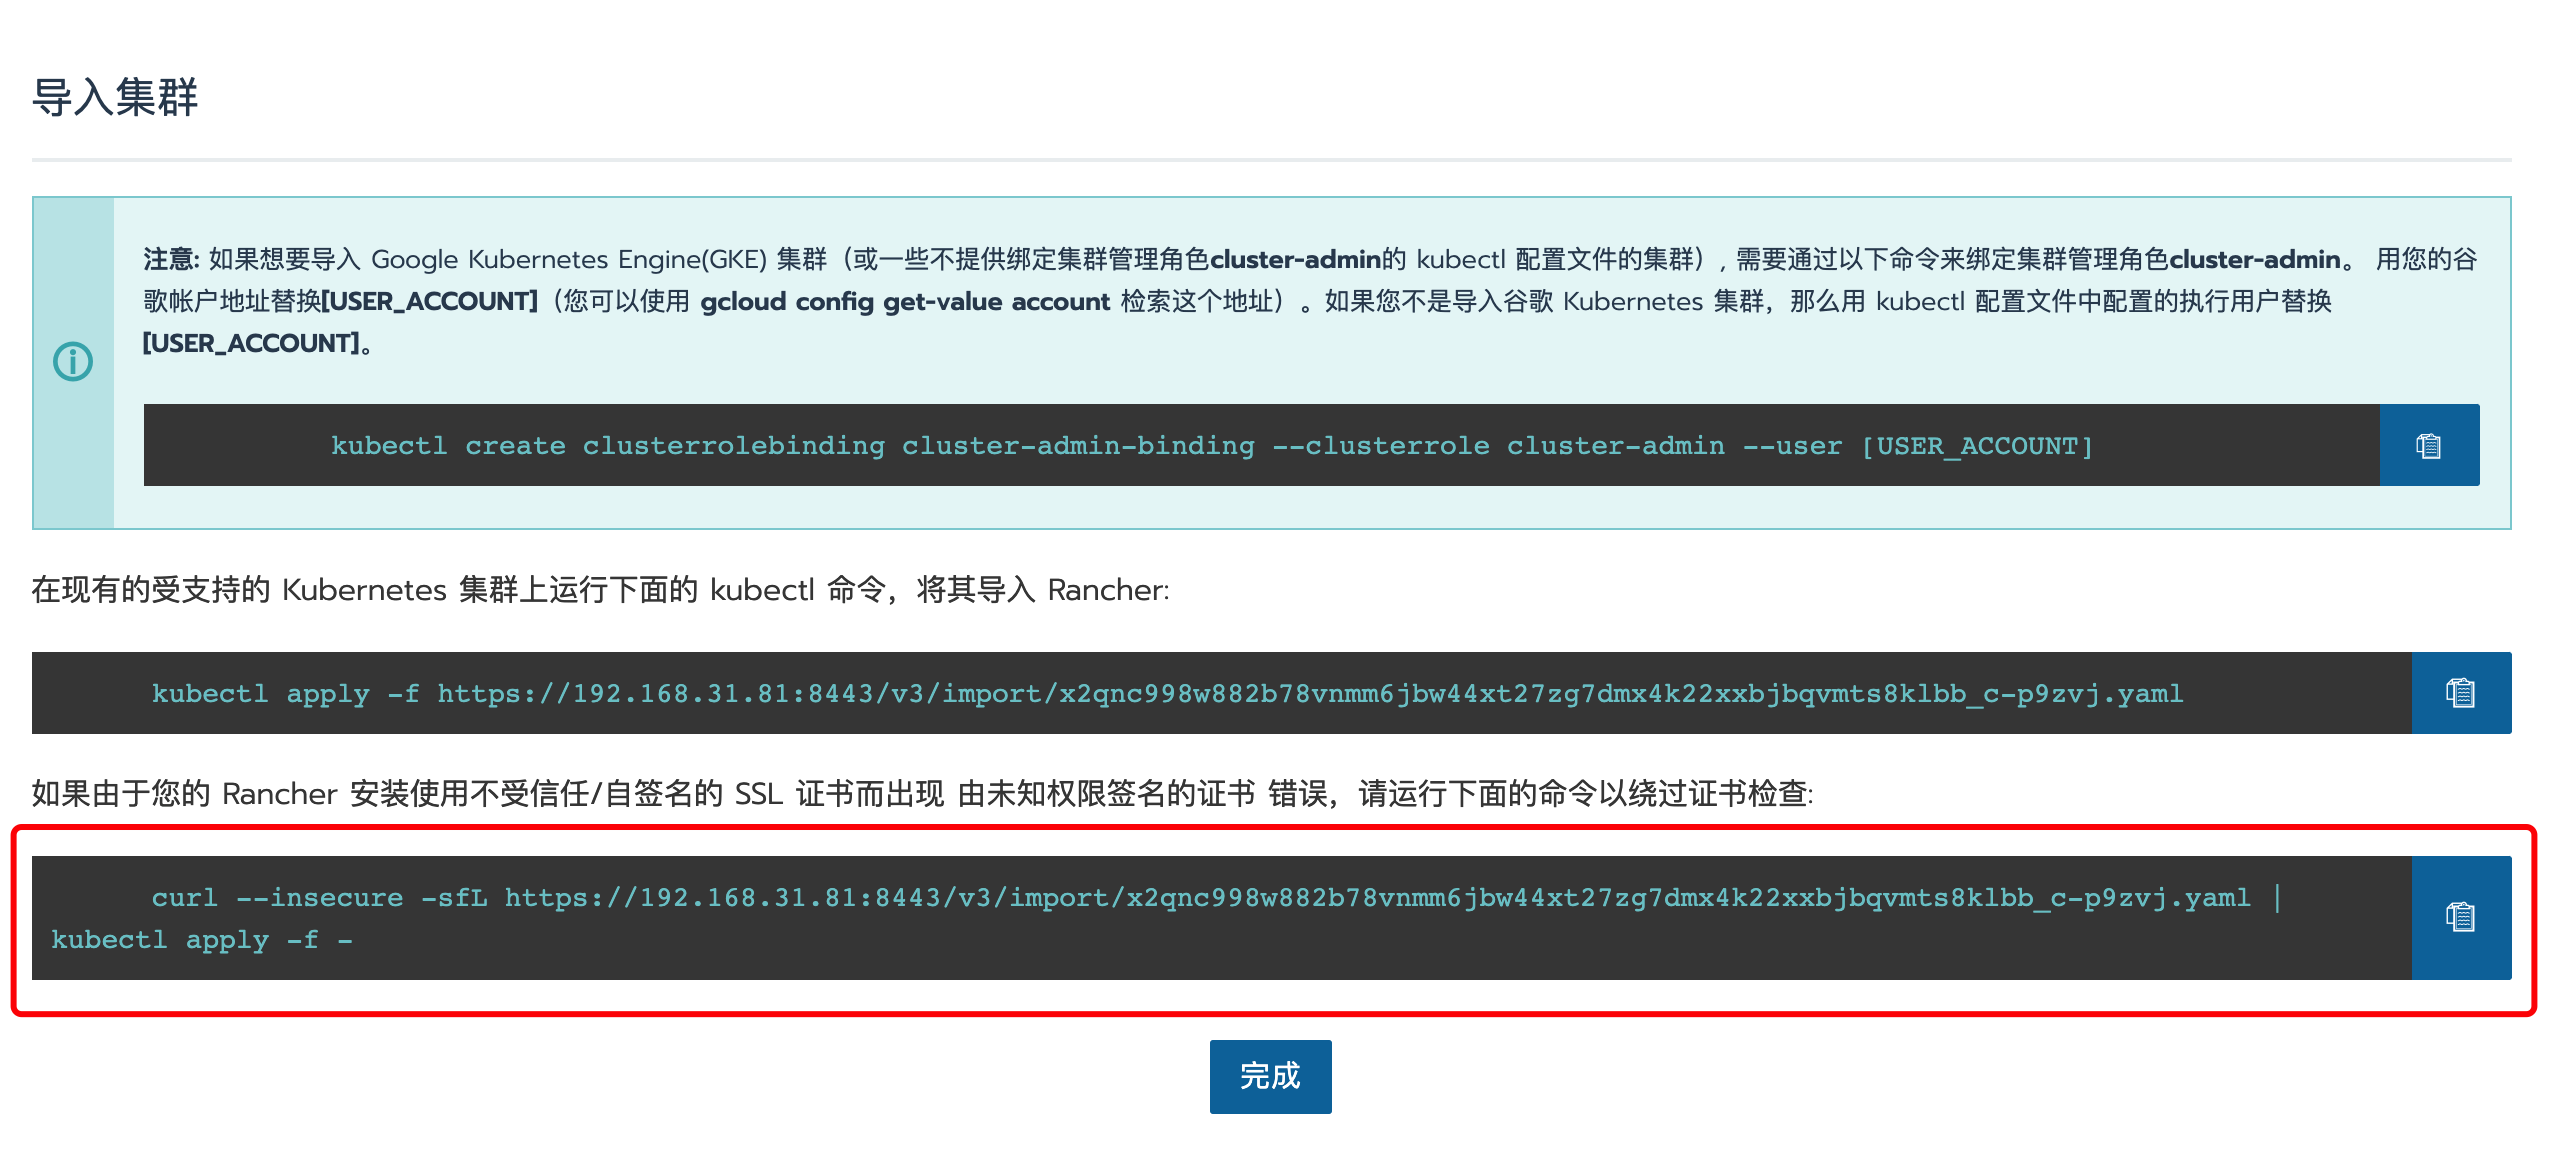 导入集群
注意: 如果想要导入 Google Kubernetes Engine(GKE) 集群（或一些不提供绑定集群管理角色cluster-admin的 kubectl 配置文件的集群）, 需要通过以下命令来绑定集群管理角色cluster-admin。 用您的谷
歌帐户地址替换[USER_ACCOUNT]（您可以使用 gcloud config get-value account 检索这个地址）。如果您不是导入谷歌 Kubernetes 集群，那么用 kubectl 配置文件中配置的执行用户替换
[USER_ACCOUNT]。
kubectl create clusterrolebinding cluster-admin-binding --clusterrole cluster-admin --user [USER_ACCOUNT]
在现有的受支持的 Kubernetes 集群上运行下面的 kubectl 命令，将其导入 Rancher:
kubectl apply -f https://192.168.31.81:8443/v3/import/x2qnc998w882b78vnmm6jbw44xt27zg7dmx4k22xxbjbqvmts8klbb_c-p9zvj.yaml
如果由于您的 Rancher 安装使用不受信任/自签名的 SSL 证书而出现 由未知权限签名的证书 错误，请运行下面的命令以绕过证书检查:
curl --insecure -sfL https://192.168.31.81:8443/v3/import/x2qnc998w882b78vnmm6jbw44xt27zg7dmx4k22xxbjbqvmts8klbb_c-p9zvj.yaml |
kubectl apply -f -
完成